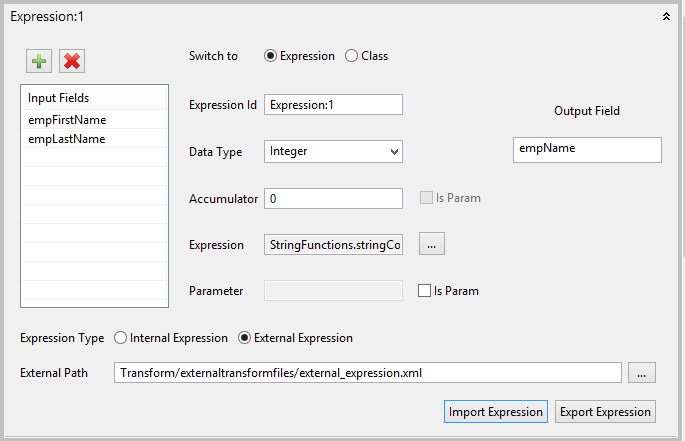 Expression:1
Switch to Expression Class
Input Fields
empFirstName
empLastName
Expression Id Expression:1
Output Field
Data Type Integer
empName
Accumulator 0 Is Param
Expression StringFunctions.stringCo ...
Parameter Is Param
Expression Type Internal Expression External Expression
External Path Transform/externaltransformfiles/external_expression.xml ...
Import Expression Export Expression